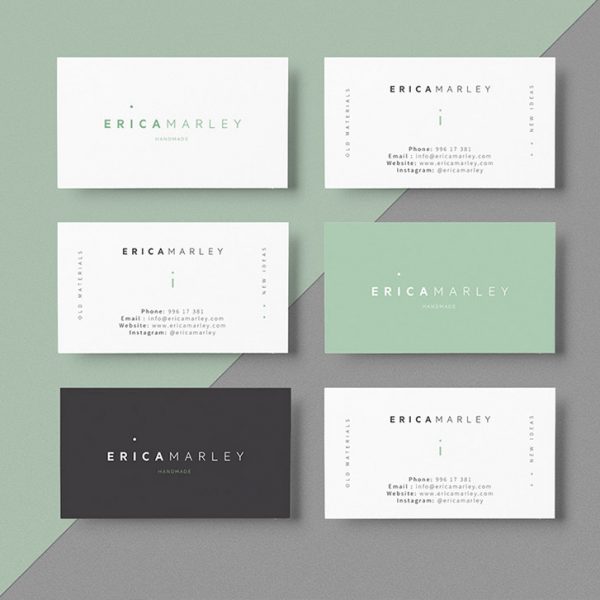 ERICAMARLEY
HANDMADE
ERICAMARLEY
OLD MATERIALS
i
+ + NEW IDEAS
Phone: 996 17 381
Email : info@ericamarley.com
Website: www.ericamarley.com
Instagram: @ericamarley
ERICAMARLEY
OLD MATERIALS
i
+ + NEW IDEAS
Phone: 996 17 381
Email : info@ericamarley.com
Website: www.ericamarley.com
Instagram: @ericamarley
ERICAMARLEY
HANDMADE
ERICAMARLEY
HANDMADE
ERICAMARLEY
OLD MATERIALS
i
+ + NEW IDEAS
Phone: 996 17 381
Email : info@ericamarley.com
Website: www.ericamarley.com
Instagram: @ericamarley